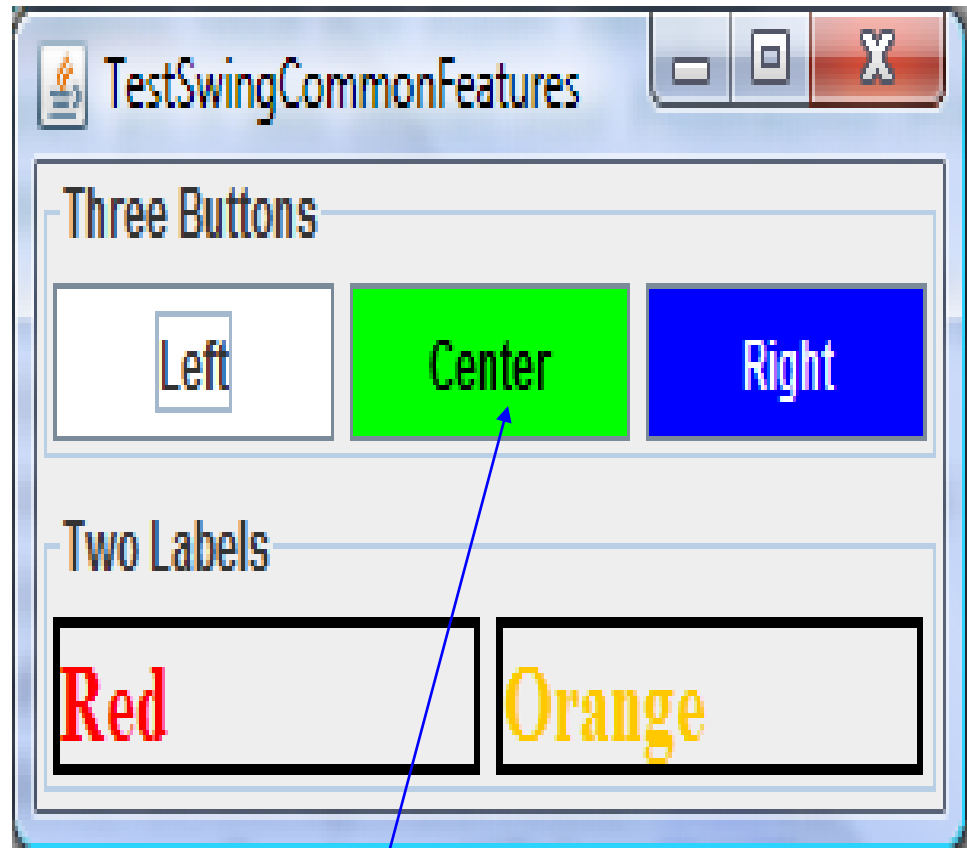 TestSwingCommonFeatures
Three Buttons
Left Center Right
Two Labels
Red Orange